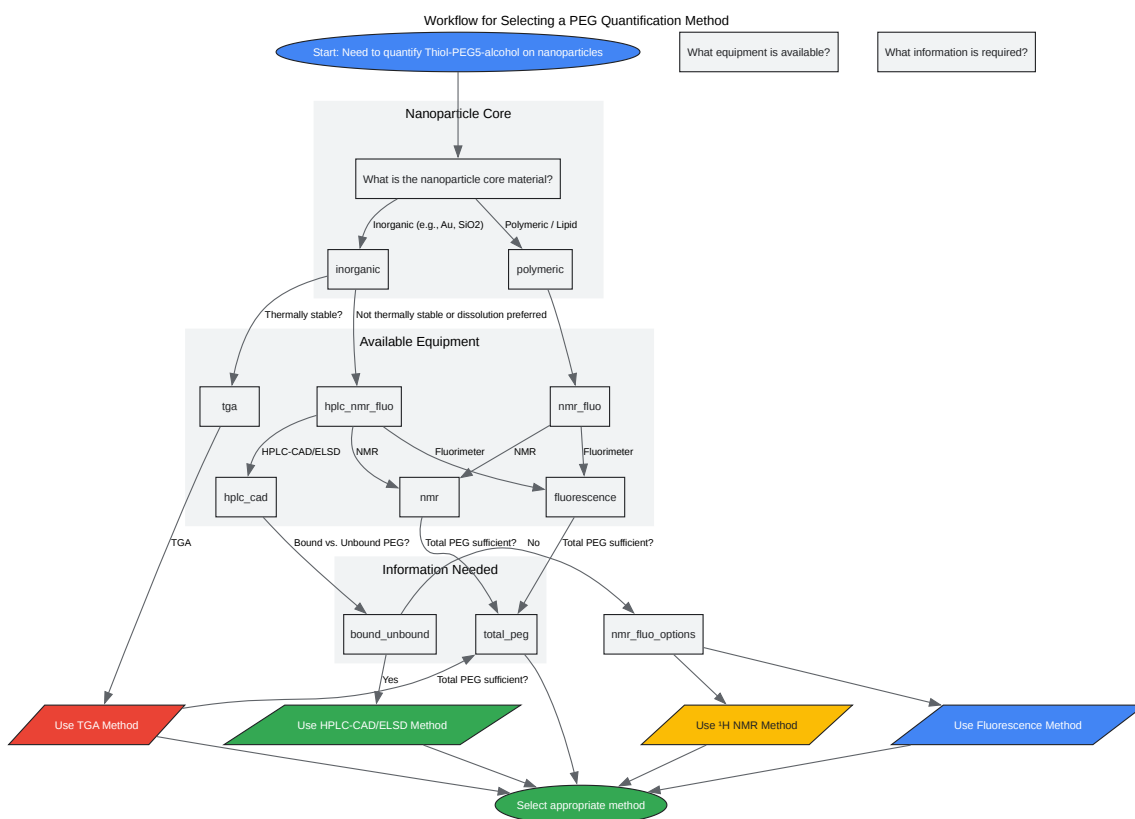 Workflow for Selecting a PEG Quantification Method
Start: Need to quantify Thiol-PEG5-alcohol on nanoparticles
What equipment is available?
What information is required?
Nanoparticle Core
What is the nanoparticle core material?
Inorganic (e.g., Au, SiO2)
Polymeric / Lipid
inorganic
polymeric
Thermally stable?
Not thermally stable or dissolution preferred
Available Equipment
tga
hplc_nmr_fluo
nmr_fluo
HPLC-CAD/ELSD
NMR
Fluorimeter
NMR
Fluorimeter
hplc_cad
nmr
fluorescence
TGA
Bound vs. Unbound PEG?
Total PEG sufficient?
No
Total PEG sufficient?
Information Needed
bound_unbound
total_peg
nmr_fluo_options
Yes
Total PEG sufficient?
Use TGA Method
Use HPLC-CAD/ELSD Method
Use ¹H NMR Method
Use Fluorescence Method
Select appropriate method